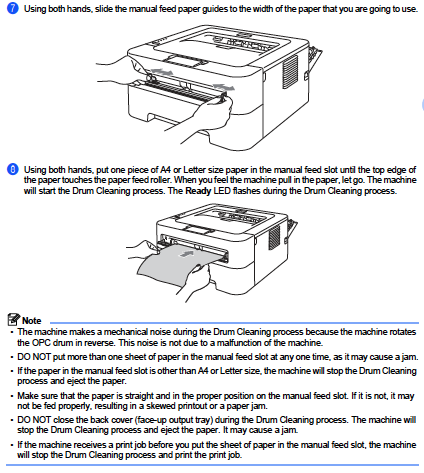 7 Using both hands, slide the manual feed paper guides to the width of the paper that you are going to use.
8 Using both hands, put one piece of A4 or Letter size paper in the manual feed slot until the top edge of
the paper touches the paper feed roller. When you feel the machine pull in the paper, let go. The machine
will start the Drum Cleaning process. The Ready LED flashes during the Drum Cleaning process.
Note
• The machine makes a mechanical noise during the Drum Cleaning process because the machine rotates
the OPC drum in reverse. This noise is not due to a malfunction of the machine.
• DO NOT put more than one sheet of paper in the manual feed slot at any one time, as it may cause a jam.
• If the paper in the manual feed slot is other than A4 or Letter size, the machine will stop the Drum Cleaning
process and eject the paper.
• Make sure that the paper is straight and in the proper position on the manual feed slot. If it is not, it may
not be fed properly, resulting in a skewed printout or a paper jam.
• DO NOT close the back cover (face-up output tray) during the Drum Cleaning process. The machine will
stop the Drum Cleaning process and eject the paper. It may cause a jam.
• If the machine receives a print job before you put the sheet of paper in the manual feed slot, the machine
will stop the Drum Cleaning process and print the print job.